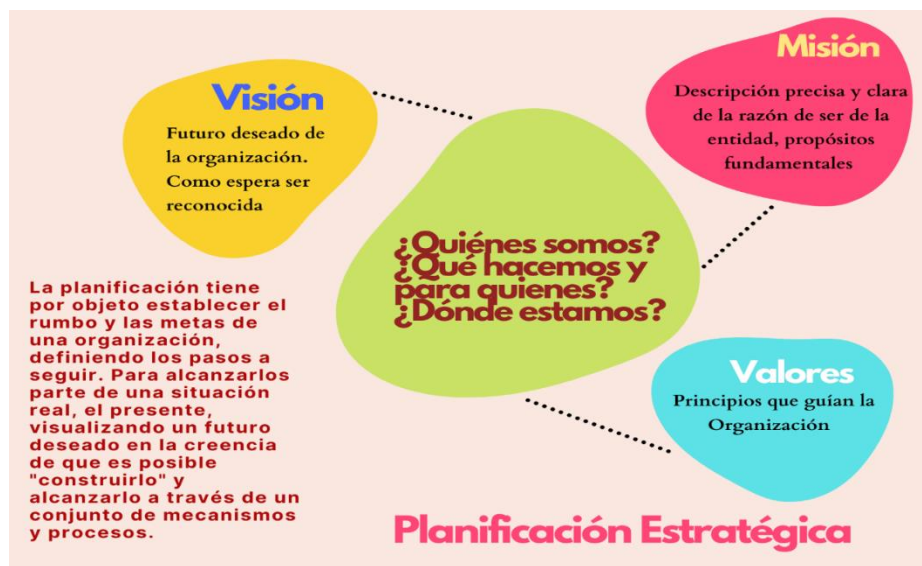 Visión
Futuro deseado de
la organización.
Como espera ser
reconocida
Misión
Descripción precisa y clara
de la razón de ser de la
entidad, propósitos
fundamentales
¿Quiénes somos?
¿Qué hacemos y
para quienes?
¿Dónde estamos?
La planificación tiene
por objeto establecer el
rumbo y las metas de
una organización,
definiendo los pasos a
seguir. Para alcanzarlos
parte de una situación
real, el presente,
visualizando un futuro
deseado en la creencia
de que es posible
"construirlo" y
alcanzarlo a través de un
conjunto de mecanismos
y procesos.
Valores
Principios que guían la
Organización
Planificación Estratégica